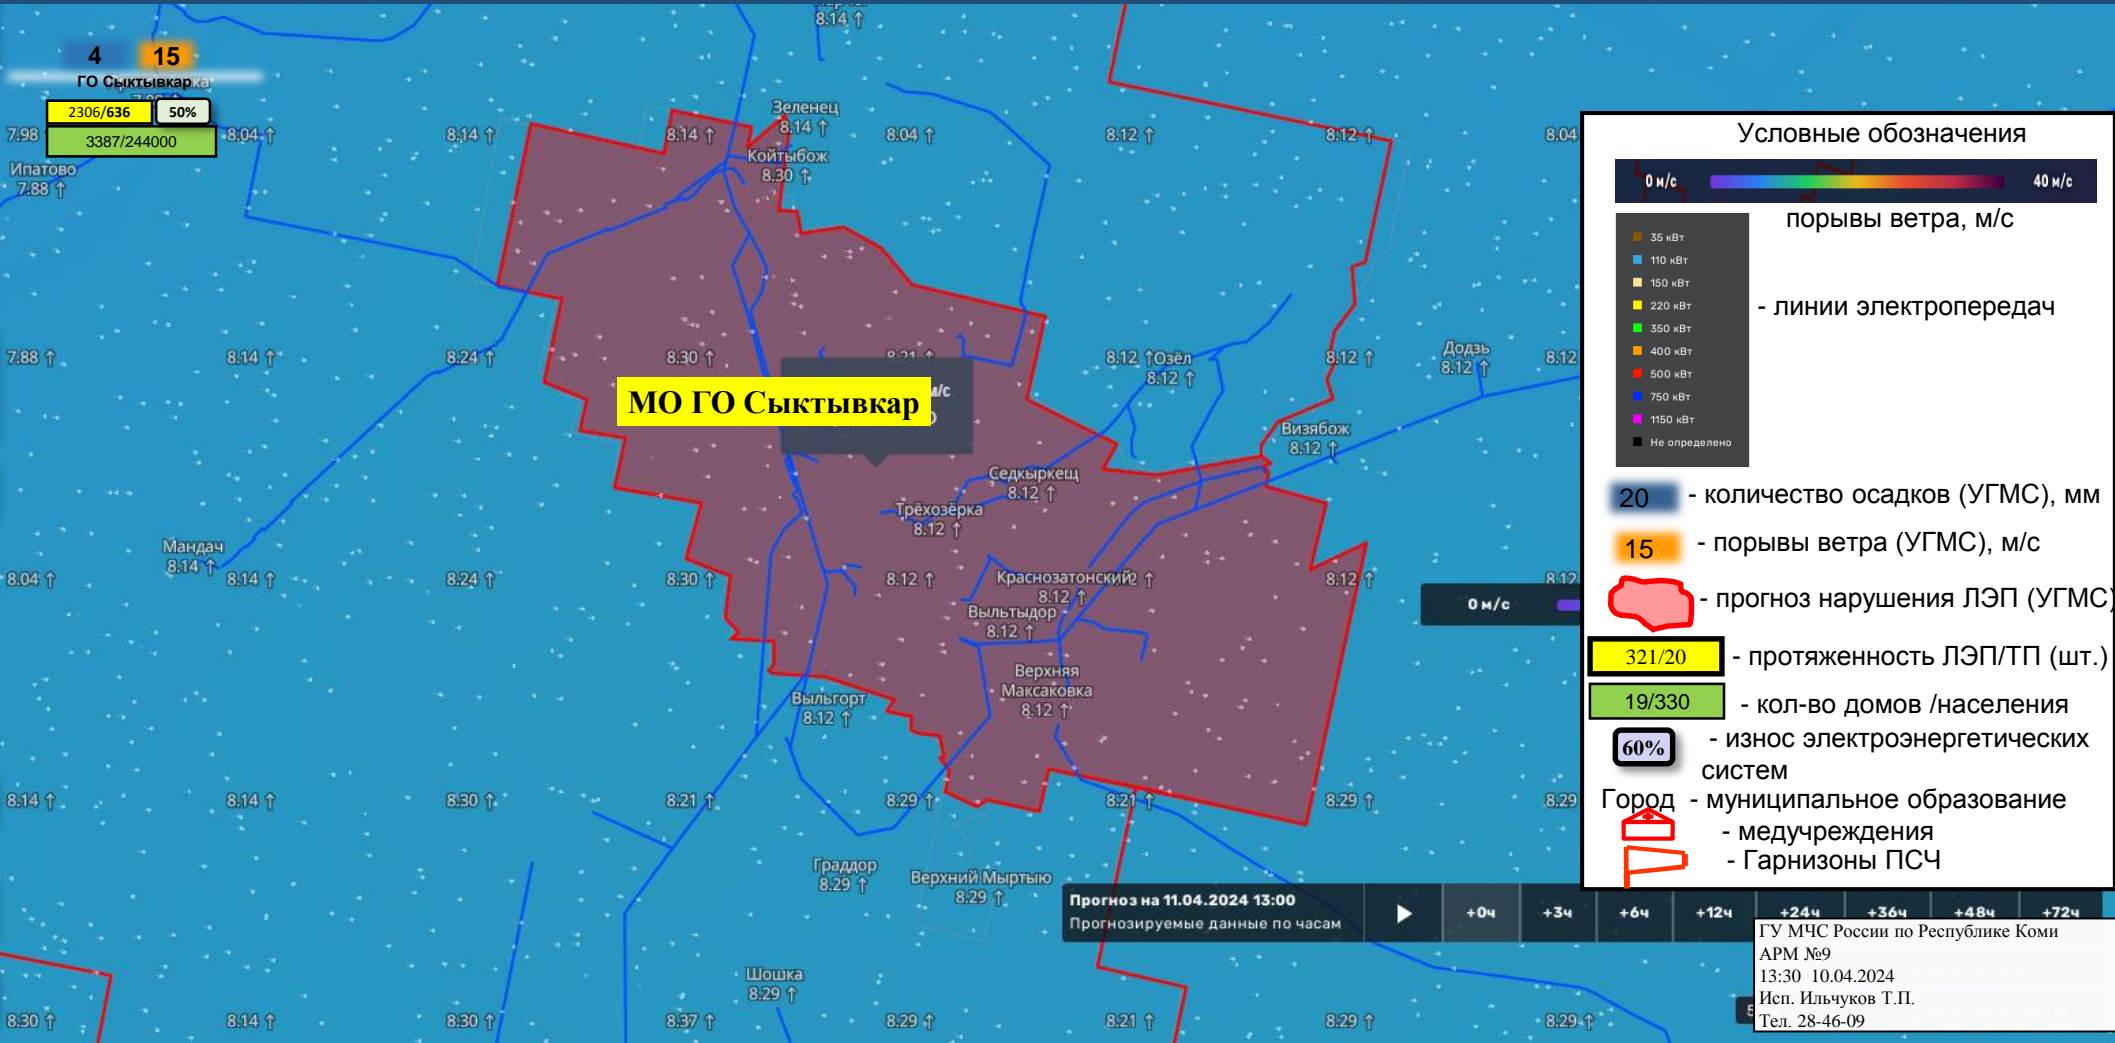 8.14 ↑
4 15
ГО Сыктывкар
2306/636 50%
3387/244000
Зеленец
8.14 ↑
7.98 8.04 ↑ 8.14 ↑ 8.14 ↑ 8.04 ↑ 8.12 ↑ 8.12 ↑ 8.04
Койтыбож
8.30 ↑
Ипатово
7.88 ↑
7.88 ↑ 8.14 ↑ 8.24 ↑ 8.30 ↑ 8.21 ↑ 8.12 ↑ 8.12 ↑ 8.12
Озёл
8.12 ↑
Додзь
8.12 ↑
м/с
МО ГО Сыктывкар
Визябож
8.12 ↑
Седкыркещ
8.12 ↑
Трёхозёрка
8.12 ↑
Мандач
8.14 ↑
8.04 ↑ 8.14 ↑ 8.24 ↑ 8.30 ↑ 8.12 ↑ 8.12 ↑ 8.12
Краснозатонский
8.12 ↑
Выльтыдор
8.12 ↑
0 м/с
Верхняя
Максаковка
8.12 ↑
Выльгорт
8.12 ↑
8.14 ↑ 8.14 ↑ 8.30 ↑ 8.21 ↑ 8.29 ↑ 8.21 ↑ 8.29 ↑ 8.29
Граддор
8.29 ↑
Верхний Мыртыю
8.29 ↑
Шошка
8.29 ↑
8.30 ↑ 8.14 ↑ 8.30 ↑ 8.37 ↑ 8.29 ↑ 8.21 ↑ 8.29 ↑ 8.29 ↑
Прогноз на 11.04.2024 13:00
Прогнозируемые данные по часам
+0ч +3ч +6ч +12ч +24ч +36ч +48ч +72ч
Условные обозначения
0 м/с 40 м/с
порывы ветра, м/с
35 кВт
110 кВт
150 кВт
220 кВт
350 кВт
400 кВт
500 кВт
750 кВт
1150 кВт
Не определено
- линии электропередач
20 - количество осадков (УГМС), мм
15 - порывы ветра (УГМС), м/с
- прогноз нарушения ЛЭП (УГМС)
321/20 - протяженность ЛЭП/ТП (шт.)
19/330 - кол-во домов /населения
60% - износ электроэнергетических
систем
Город - муниципальное образование
- медучреждения
- Гарнизоны ПСЧ
ГУ МЧС России по Республике Коми
АРМ №9
13:30 10.04.2024
Исп. Ильчуков Т.П.
Тел. 28-46-09